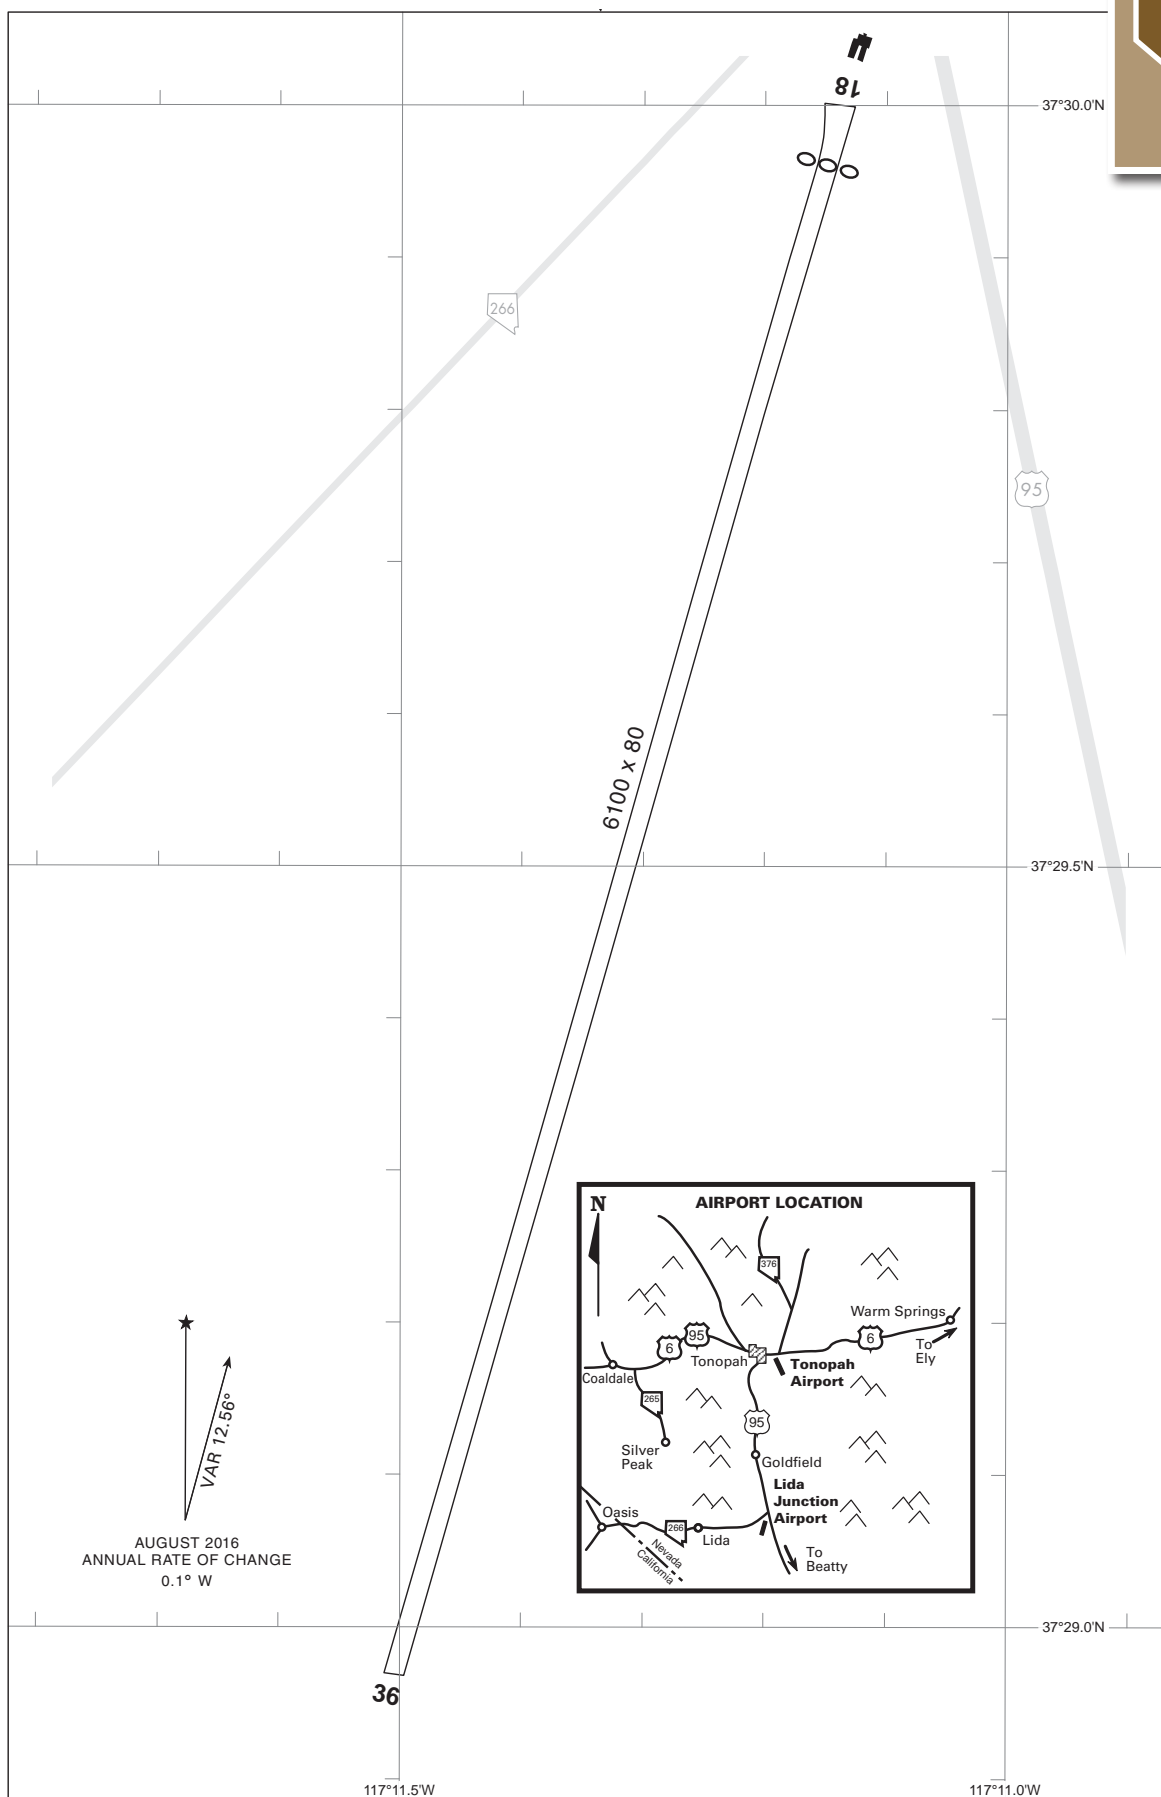 18
37°30.0'N
266
95
6100 x 80
37°29.5'N
N
AIRPORT LOCATION
376
Warm Springs
95
6
6
To
Ely
Tonopah
Tonopah
Airport
Coaldale
265
95
Silver
Peak
Goldfield
Lida
Junction
Airport
Oasis
266
Lida
Nevada
California
To
Beatty
VAR 12.56°
AUGUST 2016
ANNUAL RATE OF CHANGE
0.1° W
37°29.0'N
36
117°11.5'W
117°11.0'W